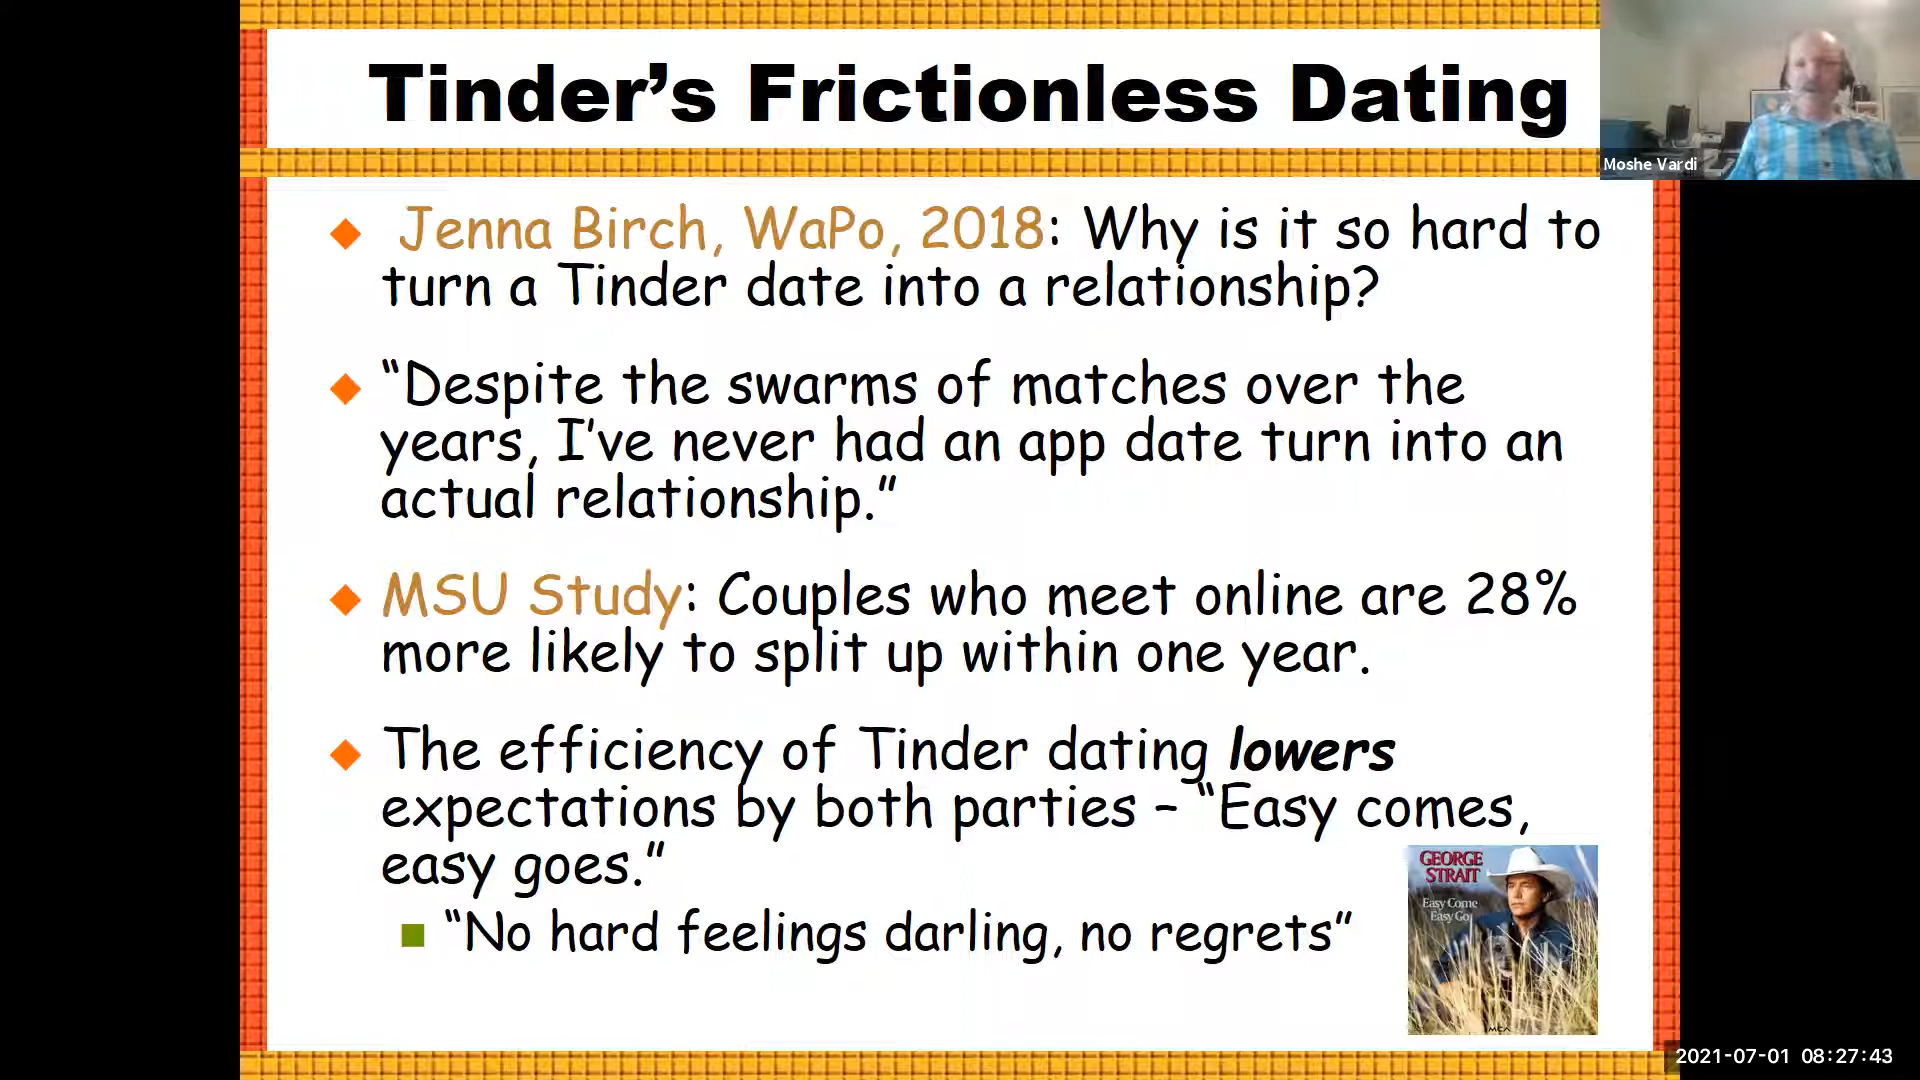 Tinder’s Frictionless Dating
Moshe Vardi
Jenna Birch, WaPo, 2018: Why is it so hard to
turn a Tinder date into a relationship?
“Despite the swarms of matches over the
years, I’ve never had an app date turn into an
actual relationship.”
MSU Study: Couples who meet online are 28%
more likely to split up within one year.
The efficiency of Tinder dating lowers
expectations by both parties – “Easy comes,
easy goes.”
“No hard feelings darling, no regrets”
GEORGE
STRAIT
Easy Come
Easy Go
MCA
2021-07-01 08:27:43